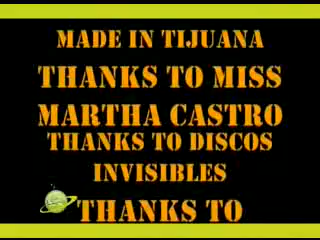 MADE IN TIJUANA
THANKS TO MISS
MARTHA CASTRO
THANKS TO DISCOS
INVISIBLES
THANKS TO